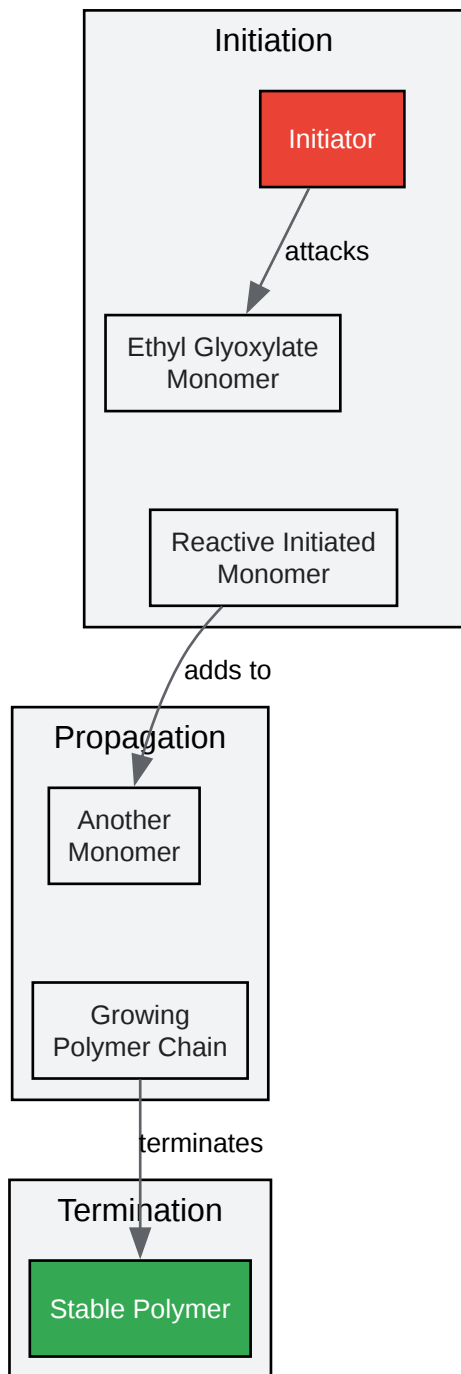 Initiation
Initiator
attacks
Ethyl Glyoxylate
Monomer
Reactive Initiated
Monomer
adds to
Propagation
Another
Monomer
Growing
Polymer Chain
terminates
Termination
Stable Polymer